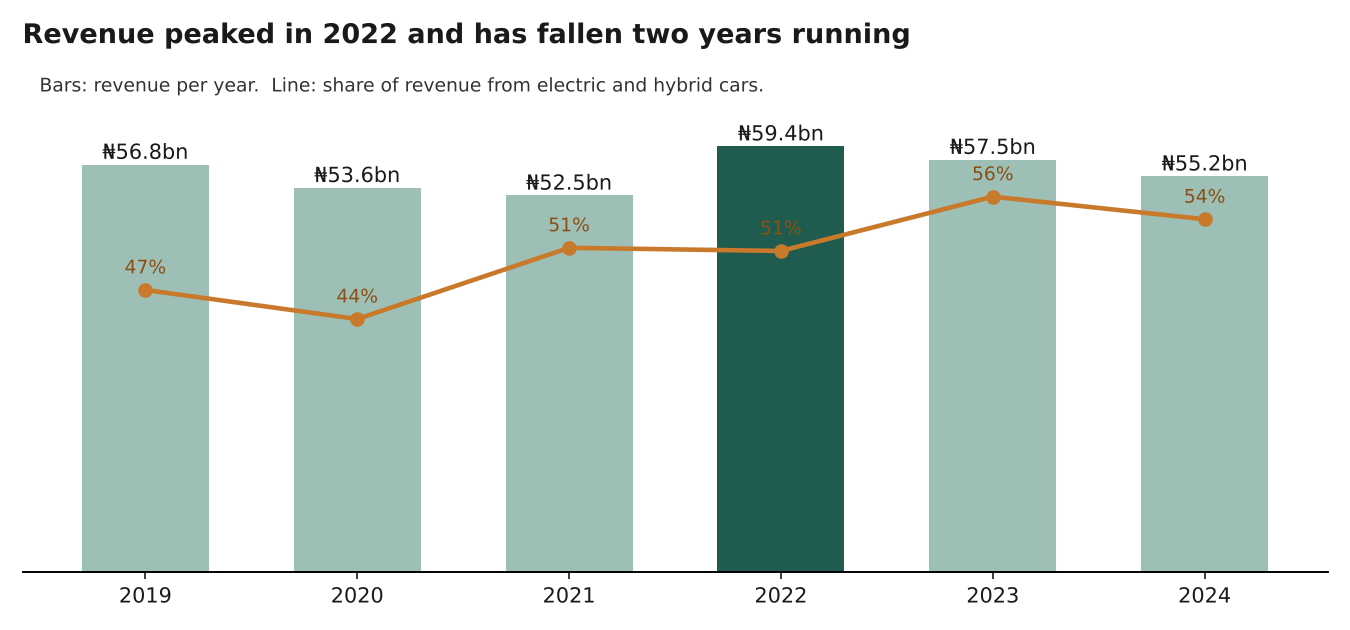 Revenue peaked in 2022 and has fallen two years running
Bars: revenue per year.  Line: share of revenue from electric and hybrid cars.
₦56.8bn
₦53.6bn
₦52.5bn
₦59.4bn
₦57.5bn
₦55.2bn
47%
44%
51%
51%
56%
54%
2019
2020
2021
2022
2023
2024